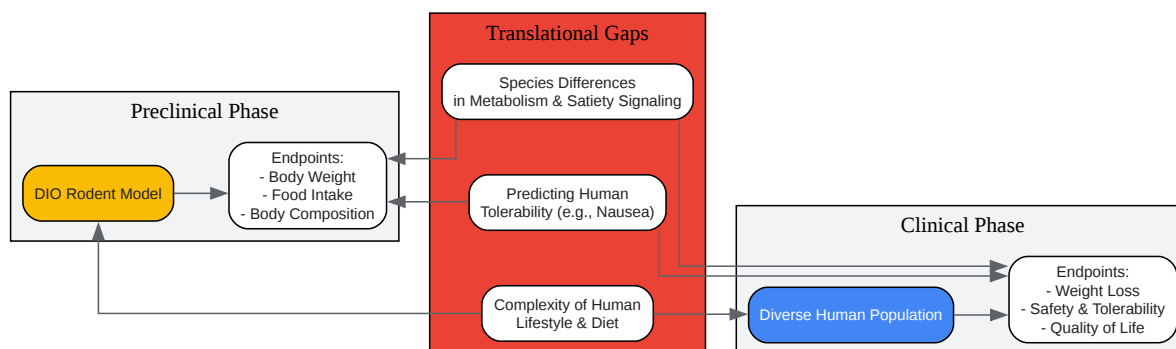 Translational Gaps
Species Differences
in Metabolism & Satiety Signaling
Preclinical Phase
DIO Rodent Model
Endpoints:
- Body Weight
- Food Intake
- Body Composition
Predicting Human
Tolerability (e.g., Nausea)
Complexity of Human
Lifestyle & Diet
Clinical Phase
Diverse Human Population
Endpoints:
- Weight Loss
- Safety & Tolerability
- Quality of Life